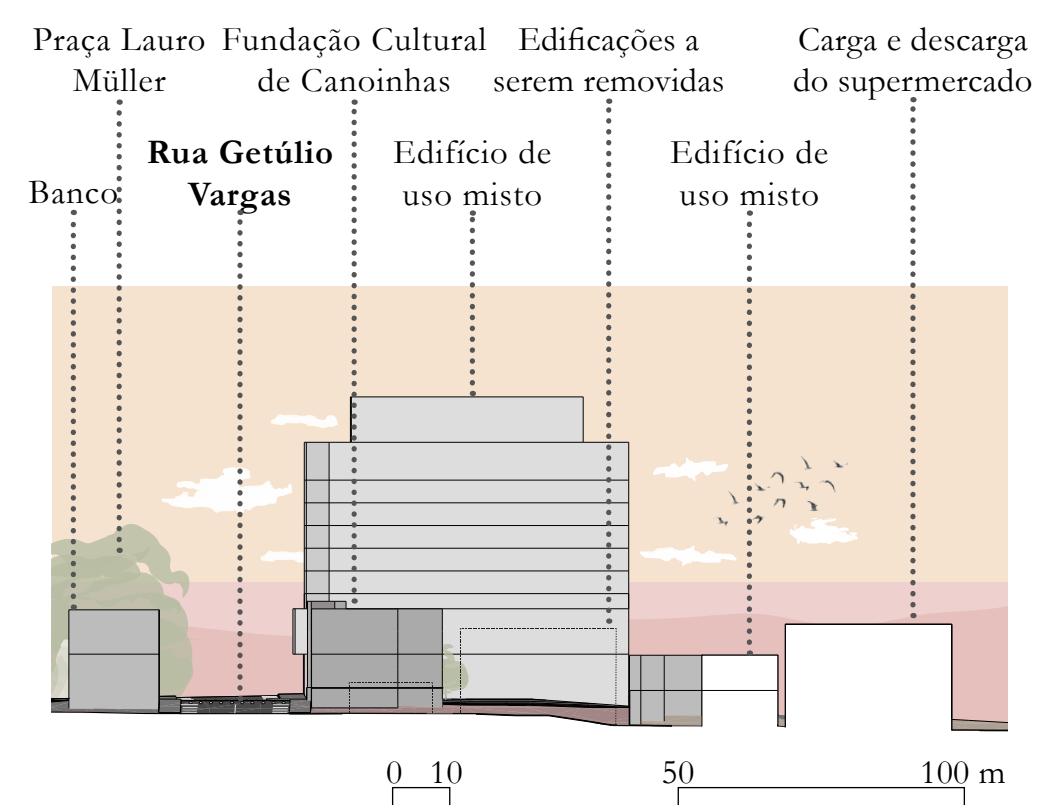 Praça Lauro
Müller
Fundação Cultural
de Canoinhas
Edificações a
serem removidas
Carga e descarga
do supermercado
Banco
Rua Getúlio
Vargas
Edifício de
uso misto
Edifício de
uso misto
0 10 50 100 m